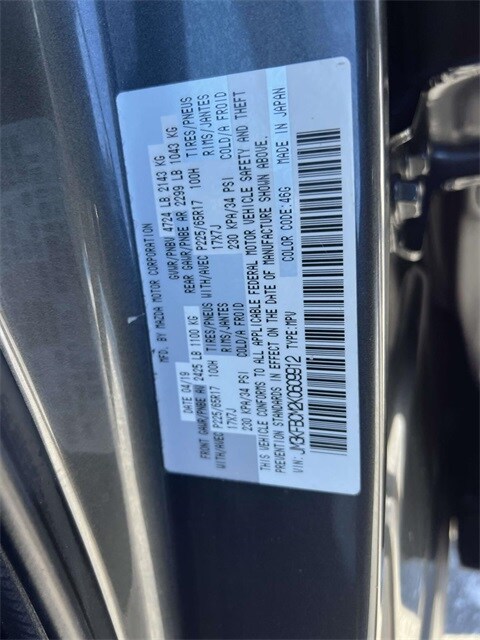 MFD. BY MAZDA MOTOR CORPORATION
DATE 04/19 GVWR/PNBV 4724 LB 2143 KG
FRONT GAWR/PNBE AV 2425 LB 1100 KG REAR GAWR/PNBE AR 2299 LB 1043 KG
WITH/AVEC P225/65R17 100H TIRES/PNEUS WITH/AVEC P225/65R17 100H TIRES/PNEUS
17X7J RIMS/JANTES 17X7J RIMS/JANTES
230 KPA/34 PSI COLD/A FROID 230 KPA/34 PSI COLD/A FROID
THIS VEHICLE CONFORMS TO ALL APPLICABLE FEDERAL MOTOR VEHICLE SAFETY AND THEFT
PREVENTION STANDARDS IN EFFECT ON THE DATE OF MANUFACTURE SHOWN ABOVE.
VIN: JM3KFBCM2K0609912 TYPE:MPV COLOR CODE:46G MADE IN JAPAN